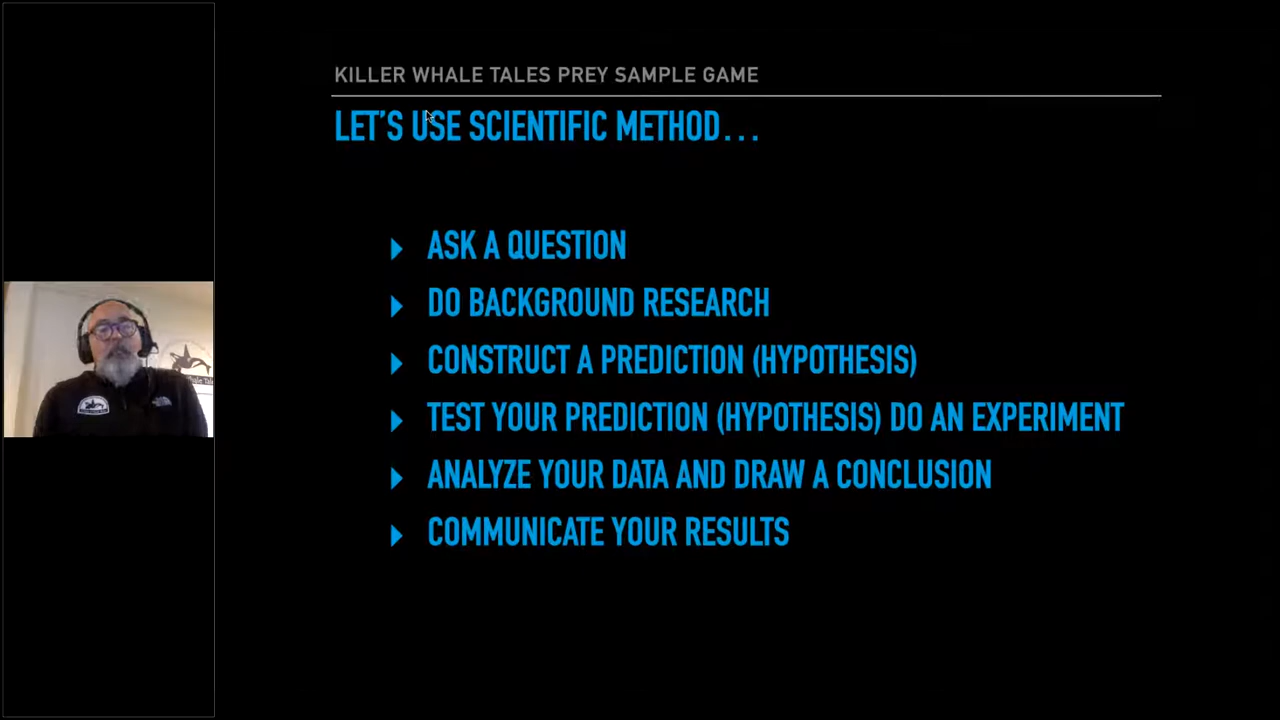 KILLER WHALE TALES PREY SAMPLE GAME
LET'S USE SCIENTIFIC METHOD...
ASK A QUESTION
DO BACKGROUND RESEARCH
CONSTRUCT A PREDICTION (HYPOTHESIS)
TEST YOUR PREDICTION (HYPOTHESIS) DO AN EXPERIMENT
ANALYZE YOUR DATA AND DRAW A CONCLUSION
COMMUNICATE YOUR RESULTS